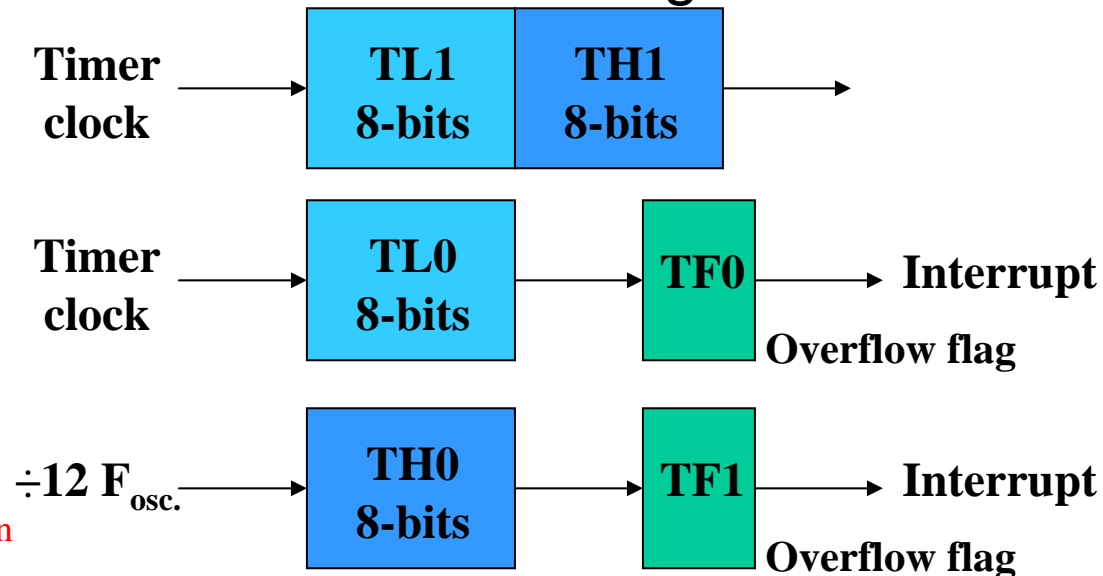 Timer
clock
TL1
8-bits
TH1
8-bits
Timer
clock
TL0
8-bits
TF0
Interrupt
Overflow flag
÷12 Fosc.
TH0
8-bits
TF1
Interrupt
Overflow flag